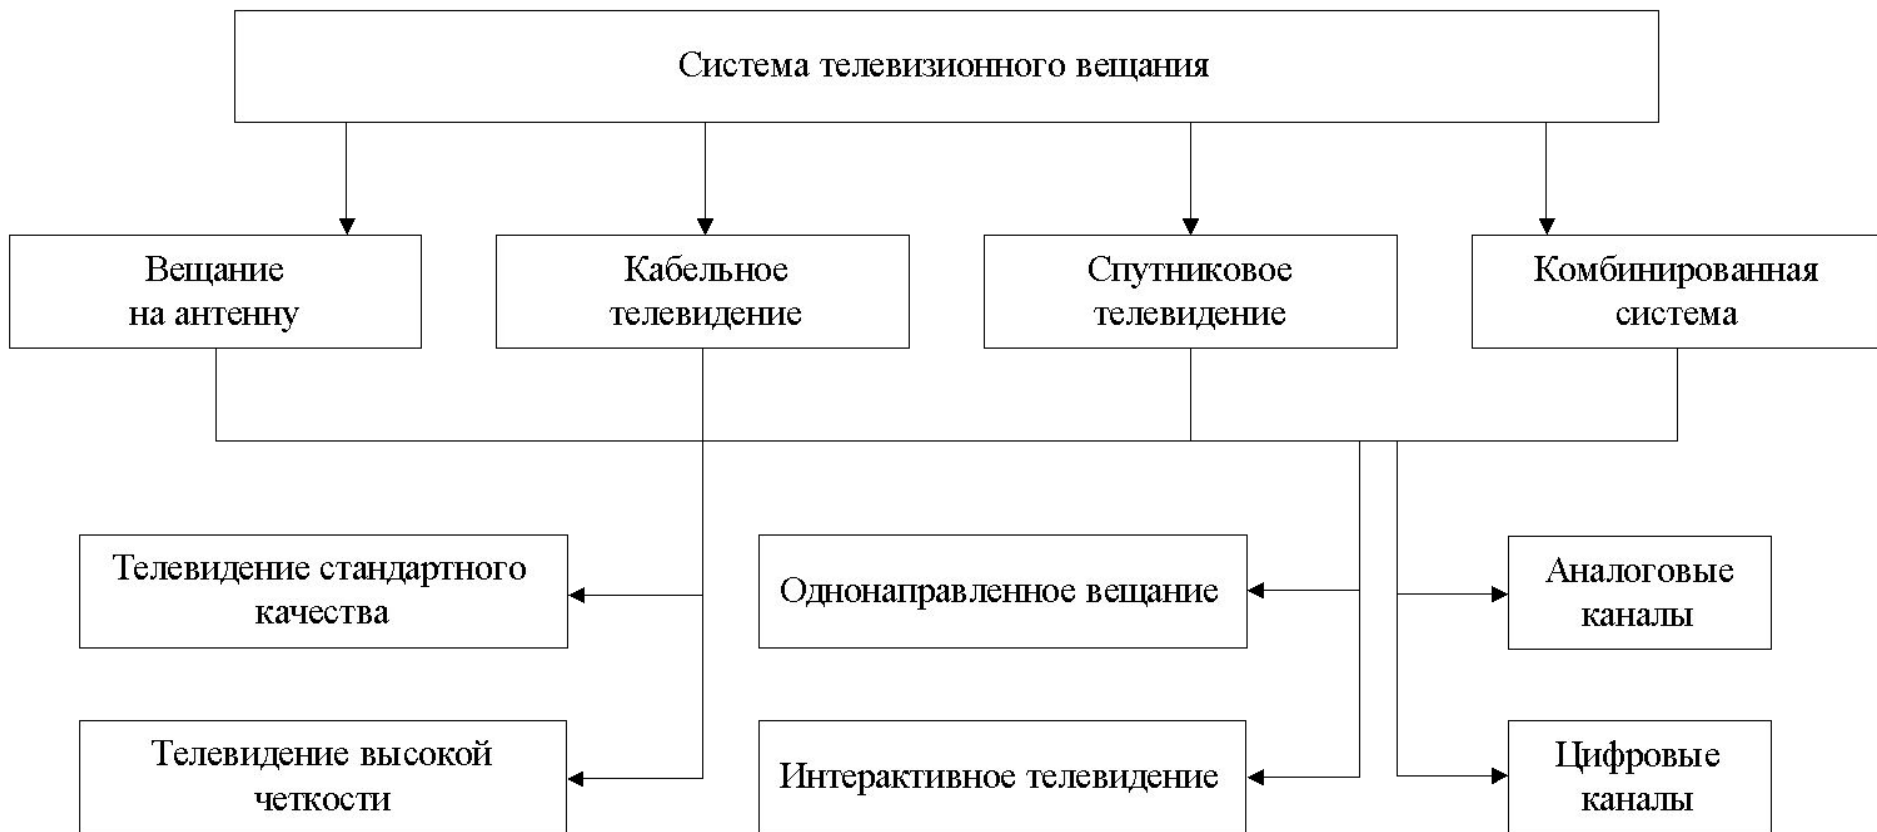 Система телевизионного вещания
Вещание
на антенну
Кабельное
телевидение
Спутниковое
телевидение
Комбинированная
система
Телевидение стандартного
качества
Однонаправленное вещание
Аналоговые
каналы
Телевидение высокой
четкости
Интерактивное телевидение
Цифровые
каналы